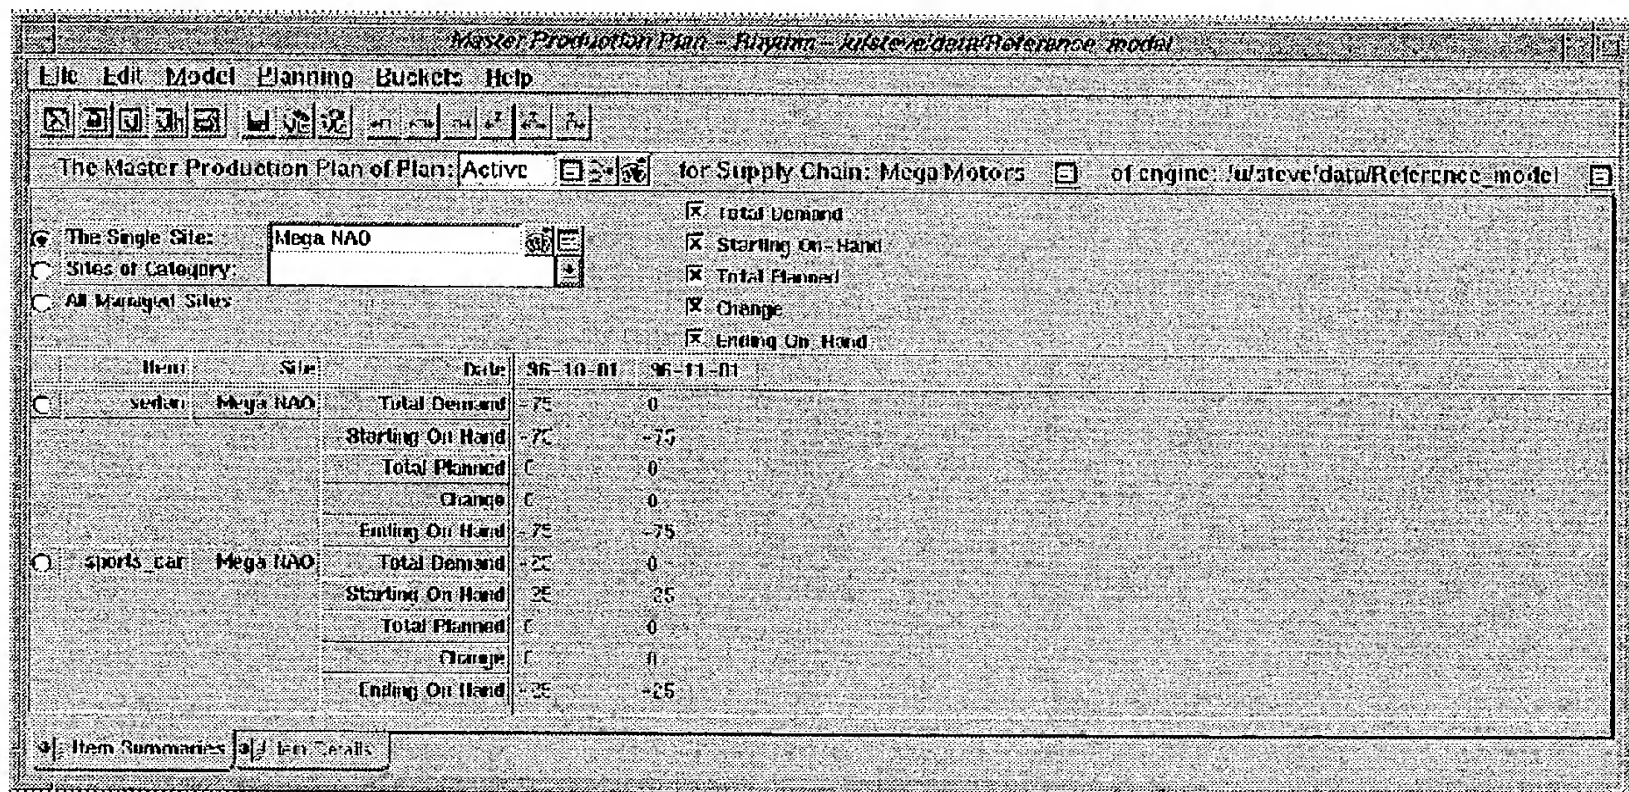 Master Production Plan - Rhythm - /u/steve/data/Reference_model
File Edit Model Planning Buckets Help
The Master Production Plan of Plan: Active for Supply Chain: Mega Motors of engine: /u/steve/data/Reference_model
Total Demand
The Single Site: Mega NAO Starting On-Hand
Sites of Category: Total Planned
All Managed Sites Change
Ending On Hand
Item Site Date 96-10-01 96-11-01
sedan Mega NAO Total Demand -75 0
Starting On Hand -75 -75
Total Planned 0 0
Change 0 0
Ending On Hand -75 -75
sports_car Mega NAO Total Demand -25 0
Starting On Hand -25 -25
Total Planned 0 0
Change 0 0
Ending On Hand -25 -25
Item Summaries Item Details